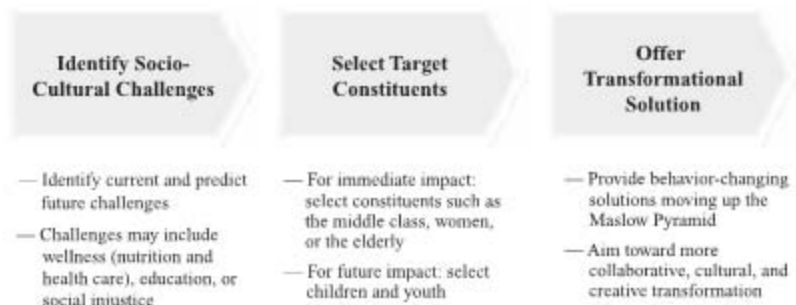 Identify Socio-
Cultural Challenges
— Identify current and predict
future challenges
— Challenges may include
wellness (nutrition and
health care), education, or
social injustice
Select Target
Constituents
— For immediate impact:
select constituents such as
the middle class, women,
or the elderly
— For future impact: select
children and youth
Offer
Transformational
Solution
— Provide behavior-changing
solutions moving up the
Maslow Pyramid
— Aim toward more
collaborative, cultural, and
creative transformation